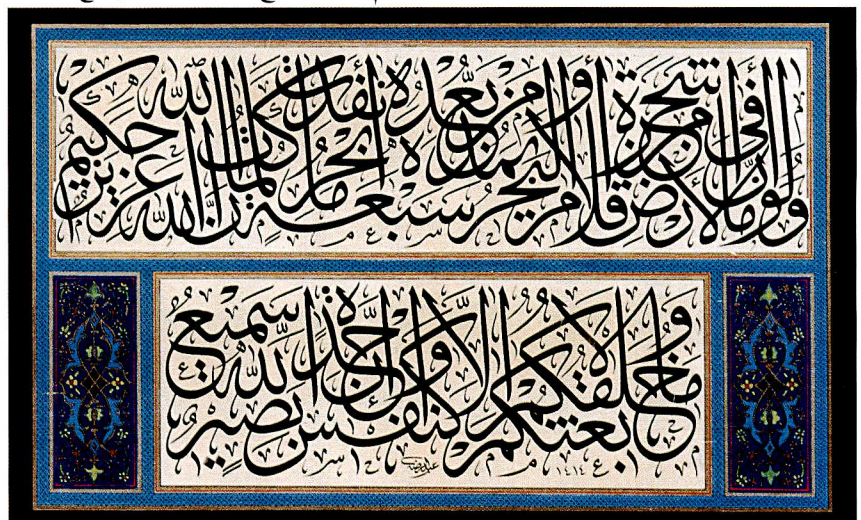 ولو أنما في الأرض من شجرة أقلام والبحر يمده من بعده سبعة أبحر ما نفدت كلمات الله إن الله عزيز حكيم
ما خلقكم ولا بعثكم إلا كنفس واحدة إن الله سميع بصير
١٤١٤